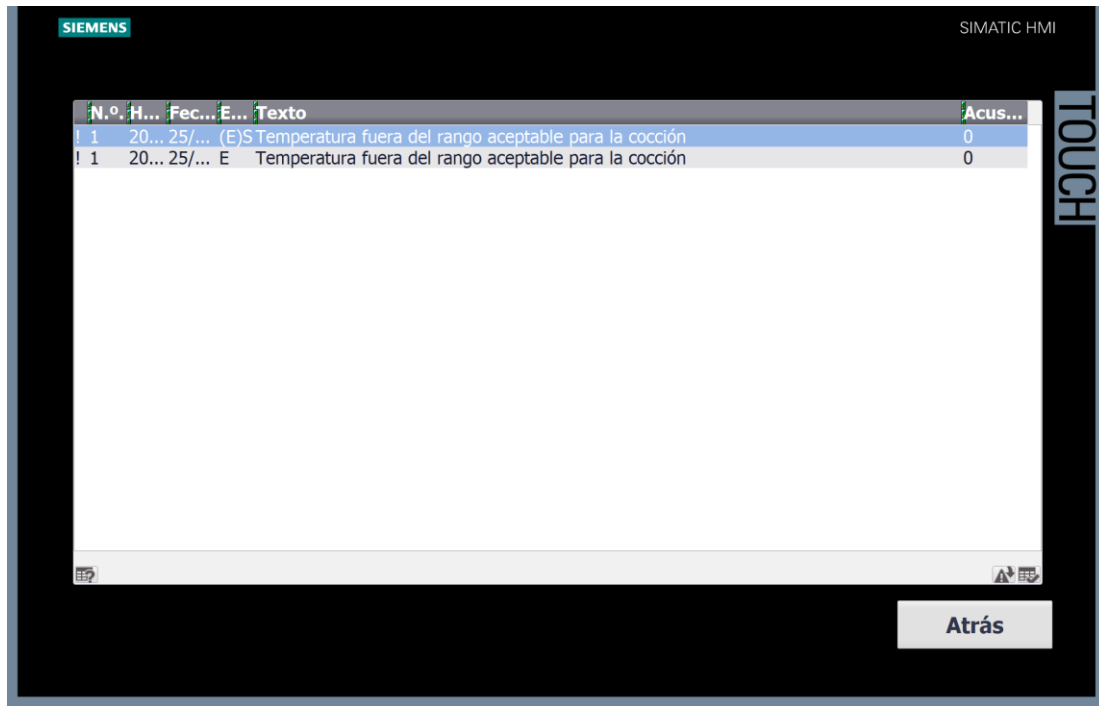 SIEMENS
SIMATIC HMI
TOUCH
N.º. H... Fec... E... Texto Acus...
! 1 20... 25/... (E)S Temperatura fuera del rango aceptable para la cocción 0
! 1 20... 25/... E Temperatura fuera del rango aceptable para la cocción 0
Atrás